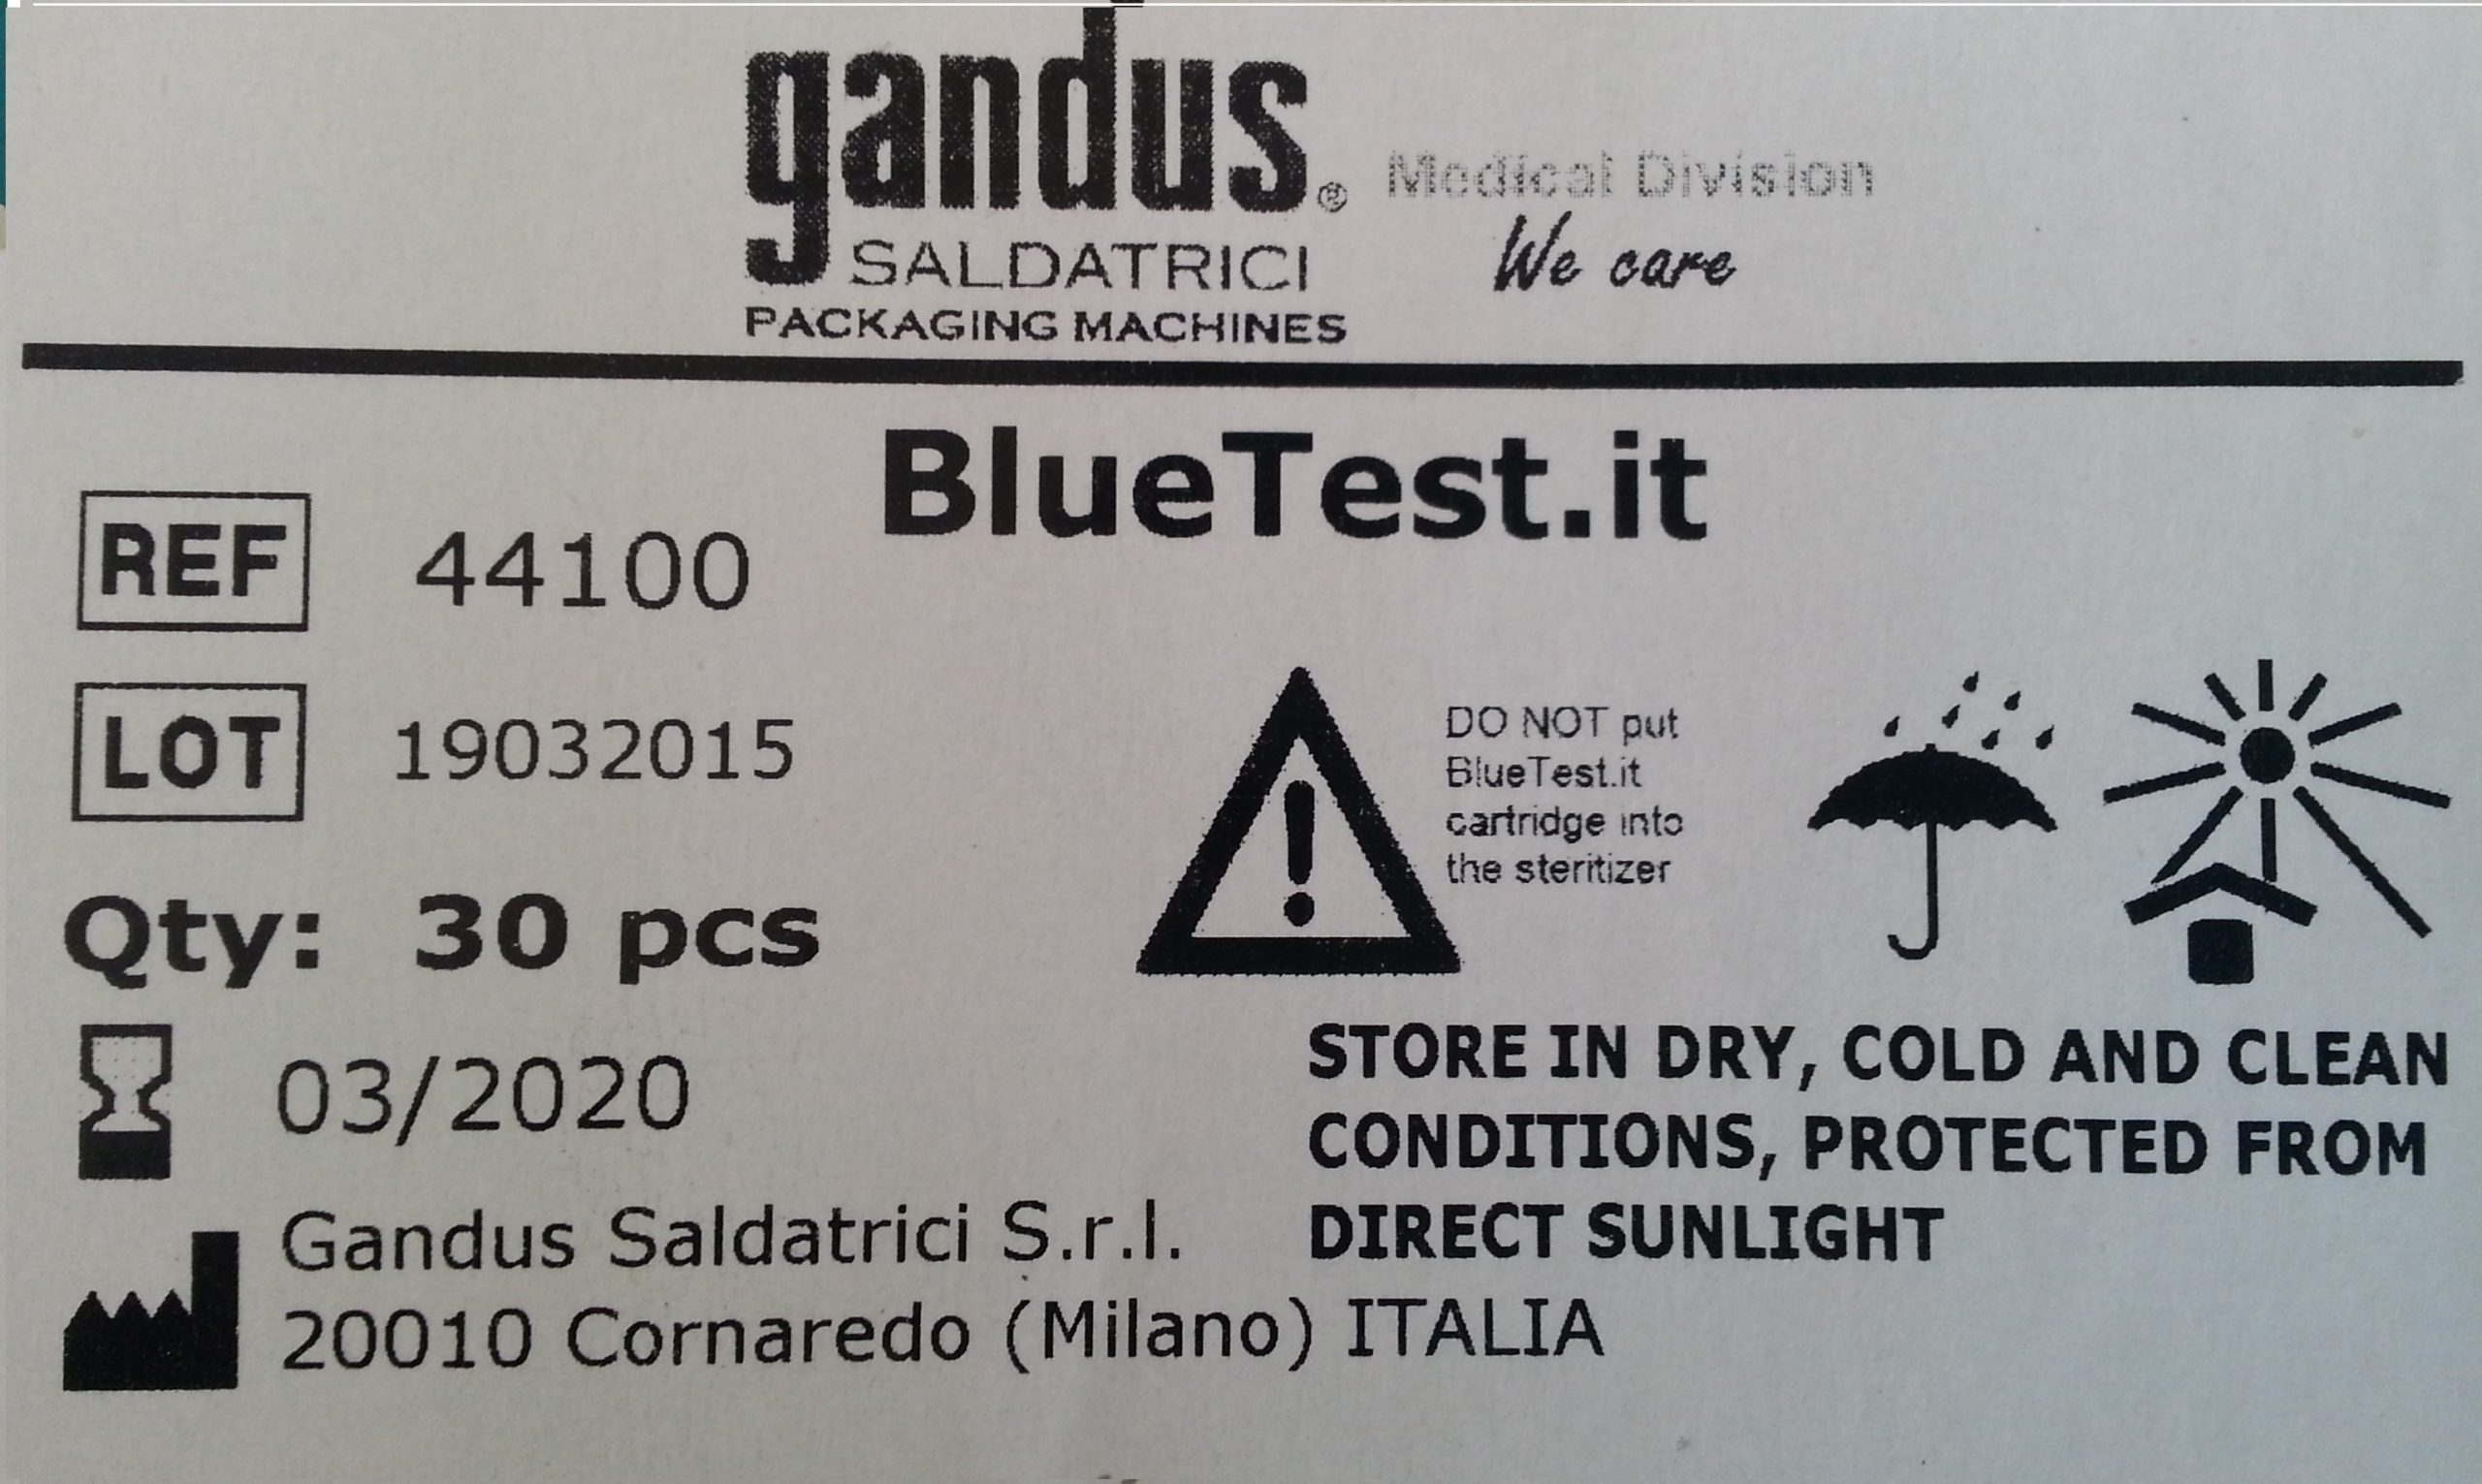 gandus®
Medical Division
We care
SALDATRICI
PACKAGING MACHINES
BlueTest.it
REF 44100
LOT 19032015
DO NOT put
BlueTest.it
cartridge into
the steritizer
Qty: 30 pcs
03/2020
STORE IN DRY, COLD AND CLEAN
CONDITIONS, PROTECTED FROM
DIRECT SUNLIGHT
Gandus Saldatrici S.r.l.
20010 Cornaredo (Milano) ITALIA